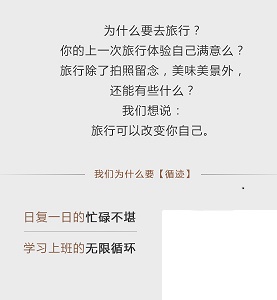 为什么要去旅行？
你的上一次旅行体验自己满意么？
旅行除了拍照留念，美味美景外，
还能有些什么？
我们想说：
旅行可以改变你自己。
我们为什么要【循迹】
日复一日的忙碌不堪
学习上班的无限循环